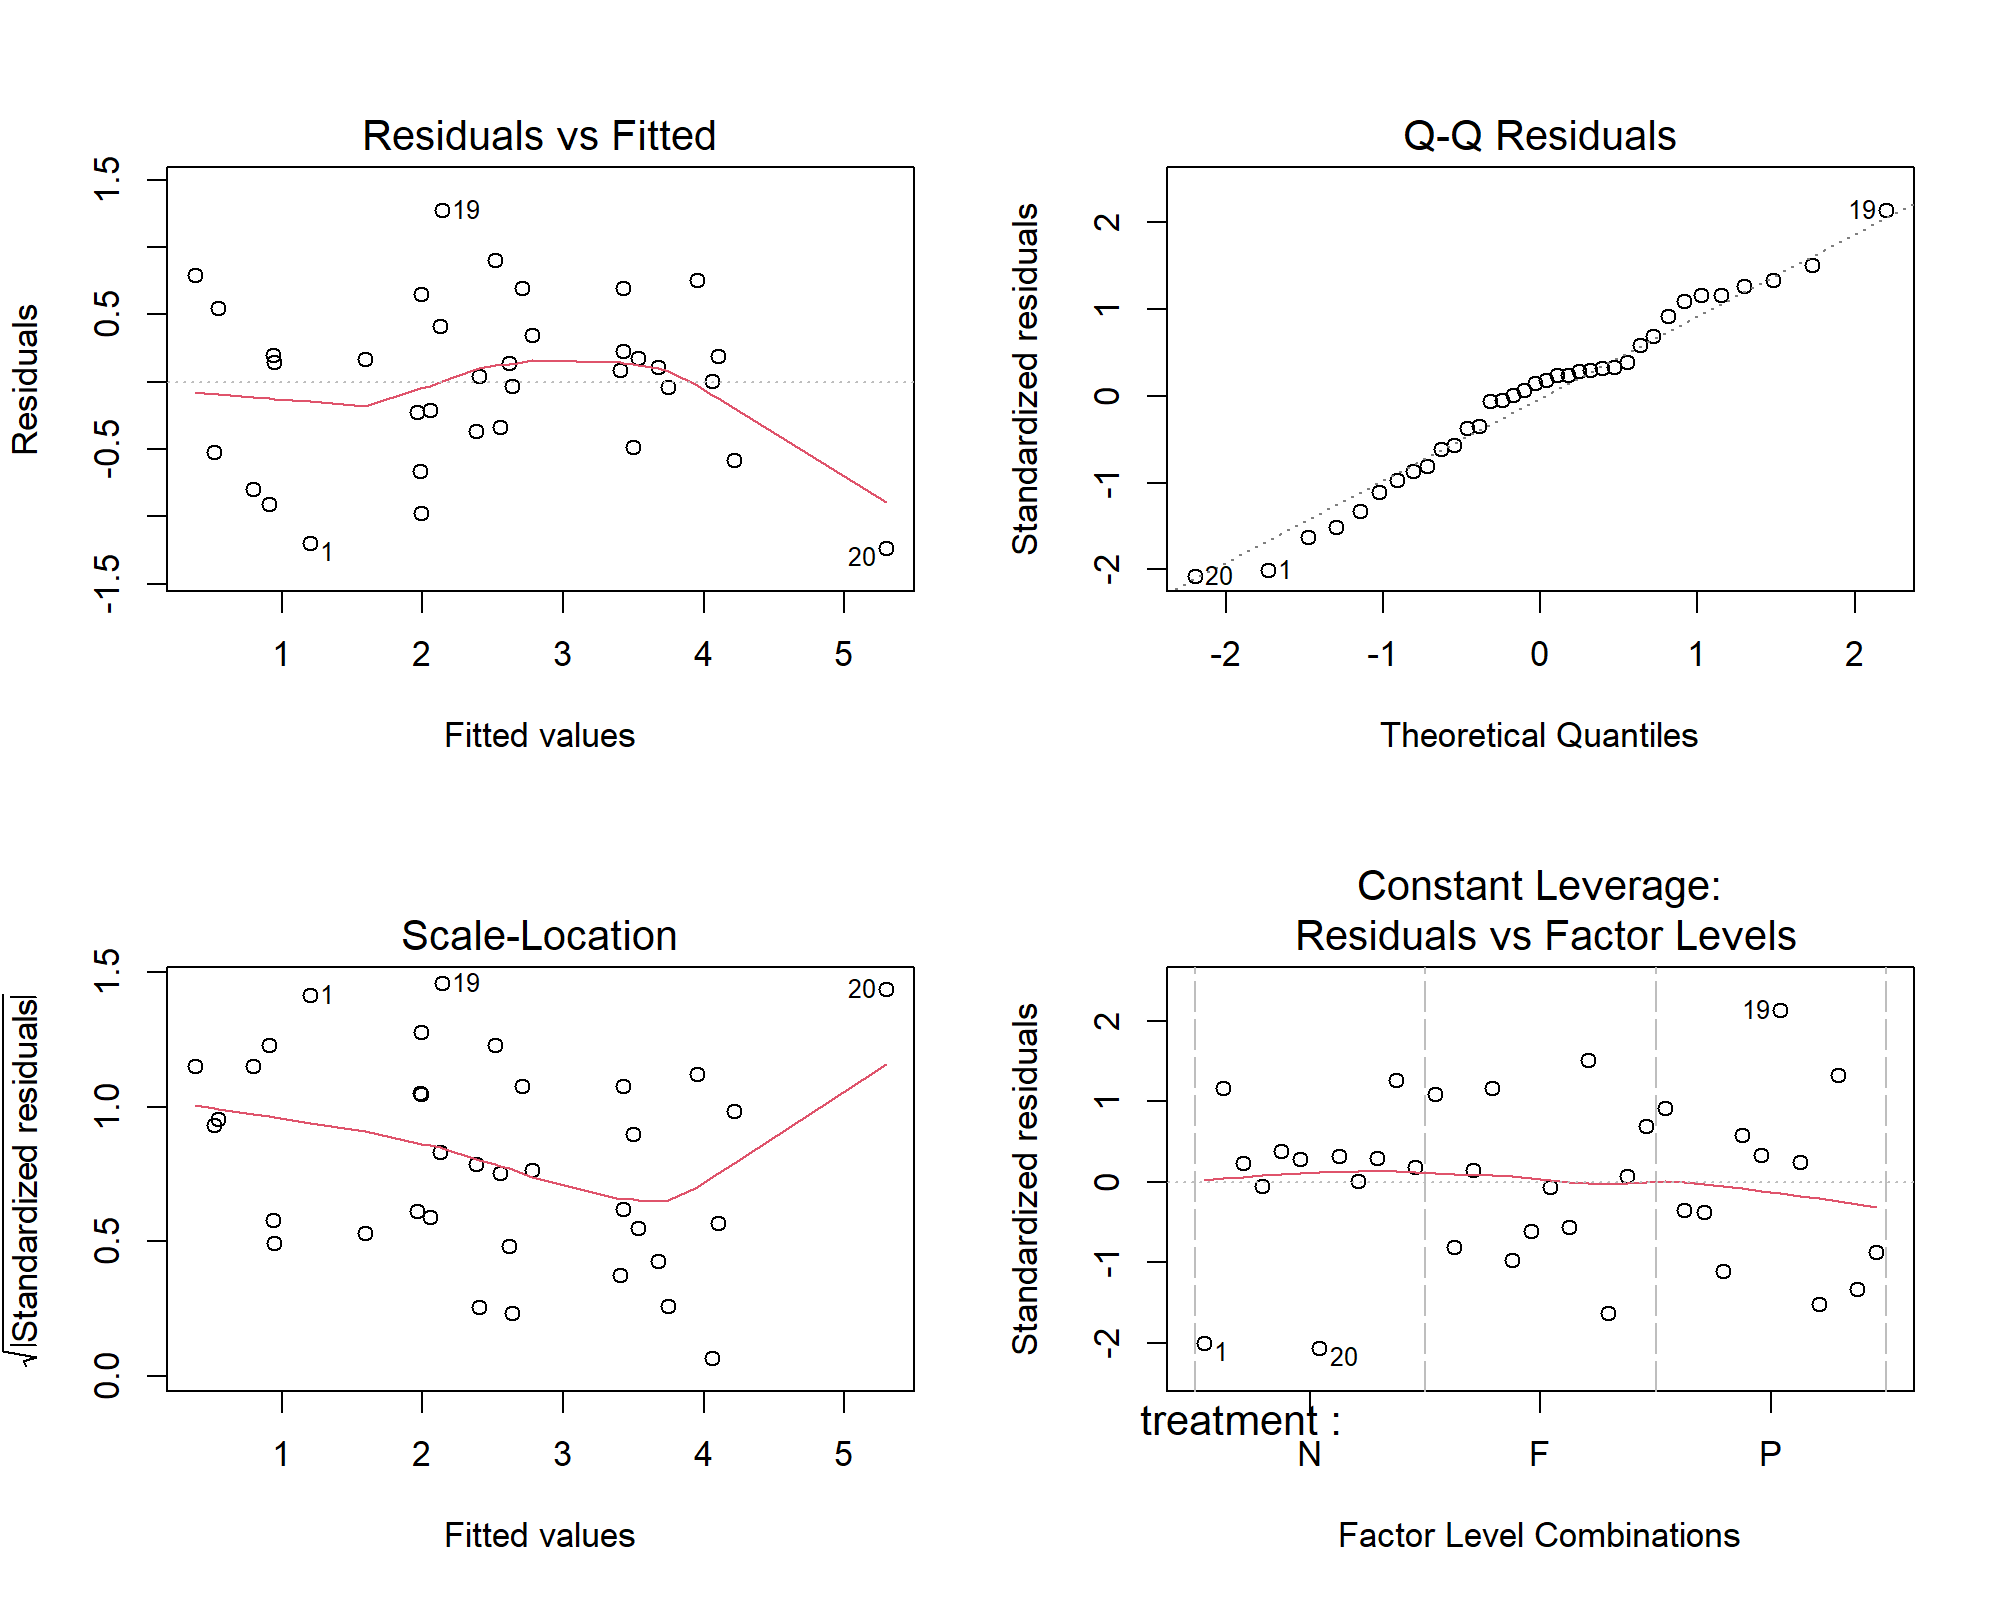 Residuals vs Fitted
Residuals
1.5
0.5
-0.5
-1.5
19
1
20
1 2 3 4 5
Fitted values
Q-Q Residuals
Standardized residuals
2
1
0
-1
-2
19
20
1
-2 -1 0 1 2
Theoretical Quantiles
Scale-Location
√|Standardized residuals|
1.5
1.0
0.5
0.0
1
19
20
1 2 3 4 5
Fitted values
Constant Leverage:
Residuals vs Factor Levels
Standardized residuals
2
1
0
-1
-2
19
1
20
treatment :
N F P
Factor Level Combinations